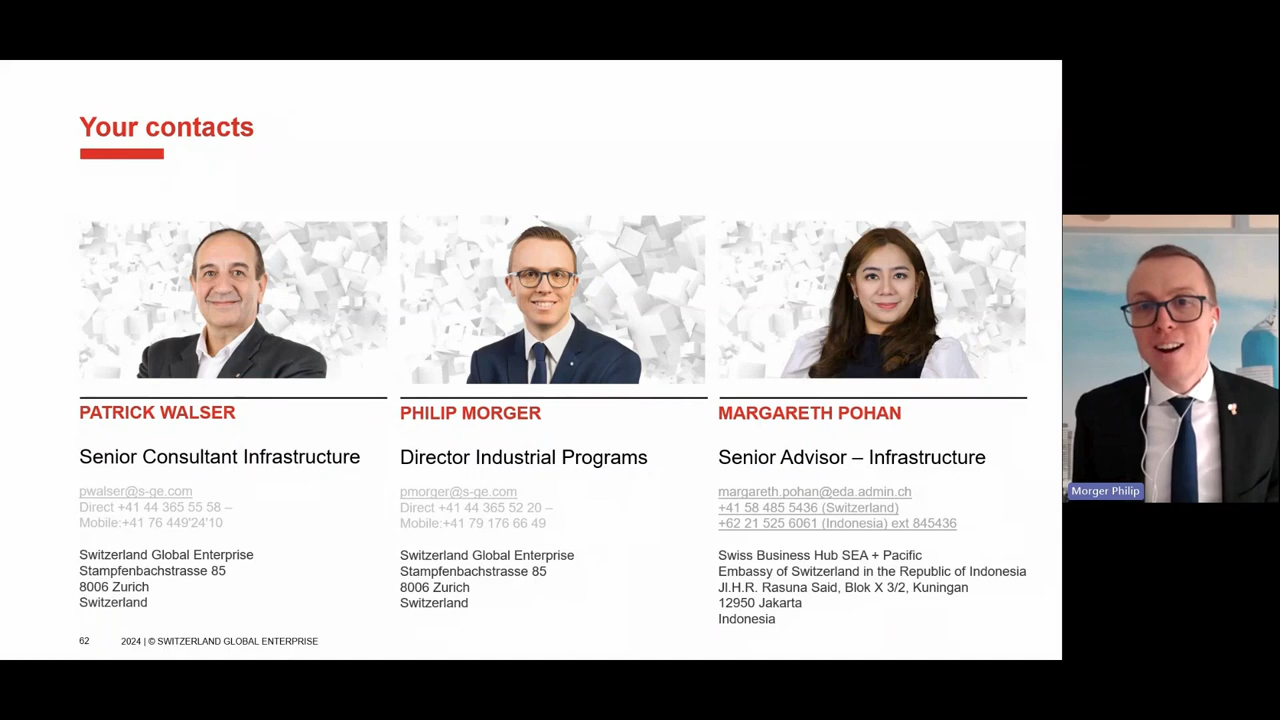 Your contacts
PATRICK WALSER
Senior Consultant Infrastructure
pwalser@s-ge.com
Direct +41 44 365 55 58 –
Mobile:+41 76 449'24'10
Switzerland Global Enterprise
Stampfenbachstrasse 85
8006 Zurich
Switzerland
PHILIP MORGER
Director Industrial Programs
pmorger@s-ge.com
Direct +41 44 365 52 20 –
Mobile:+41 79 176 66 49
Switzerland Global Enterprise
Stampfenbachstrasse 85
8006 Zurich
Switzerland
MARGARETH POHAN
Senior Advisor – Infrastructure
margareth.pohan@eda.admin.ch
+41 58 485 5436 (Switzerland)
+62 21 525 6061 (Indonesia) ext 845436
Swiss Business Hub SEA + Pacific
Embassy of Switzerland in the Republic of Indonesia
Jl.H.R. Rasuna Said, Blok X 3/2, Kuningan
12950 Jakarta
Indonesia
62 2024 | © SWITZERLAND GLOBAL ENTERPRISE
Morger Philip